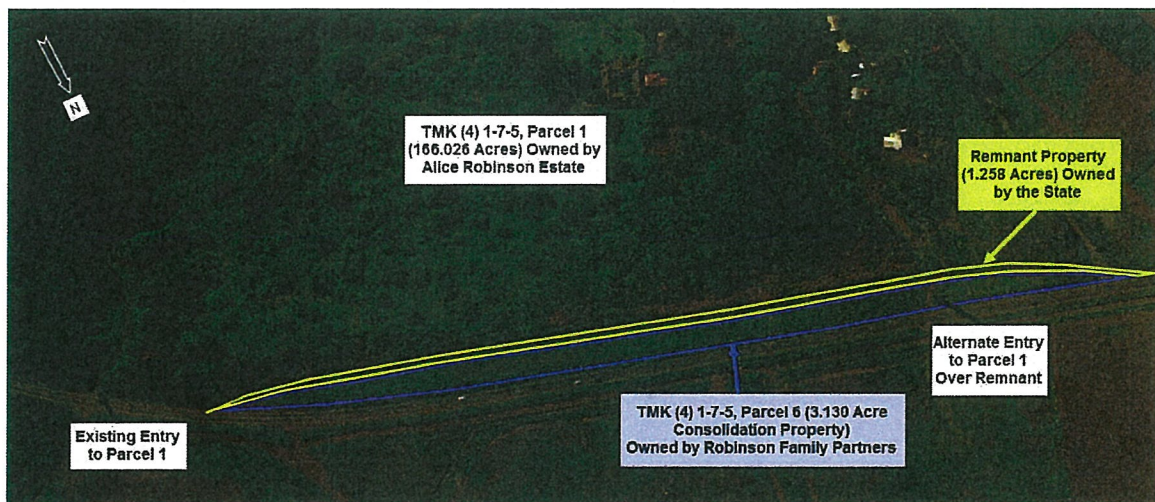 N
TMK (4) 1-7-5, Parcel 1
(166.026 Acres) Owned by
Alice Robinson Estate
Remnant Property
(1.258 Acres) Owned
by the State
Alternate Entry
to Parcel 1
Over Remnant
TMK (4) 1-7-5, Parcel 6 (3.130 Acre
Consolidation Property)
Owned by Robinson Family Partners
Existing Entry
to Parcel 1